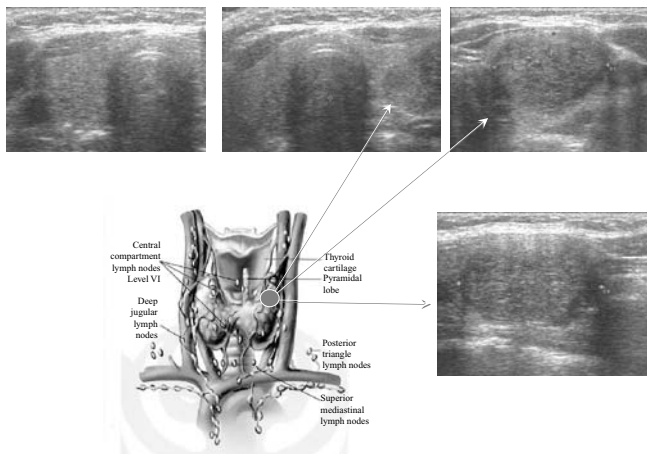 Central
compartment
lymph nodes
Level VI
Deep
jugular
lymph
nodes
Thyroid
cartilage
Pyramidal
lobe
Posterior
triangle
lymph nodes
Superior
mediastinal
lymph nodes